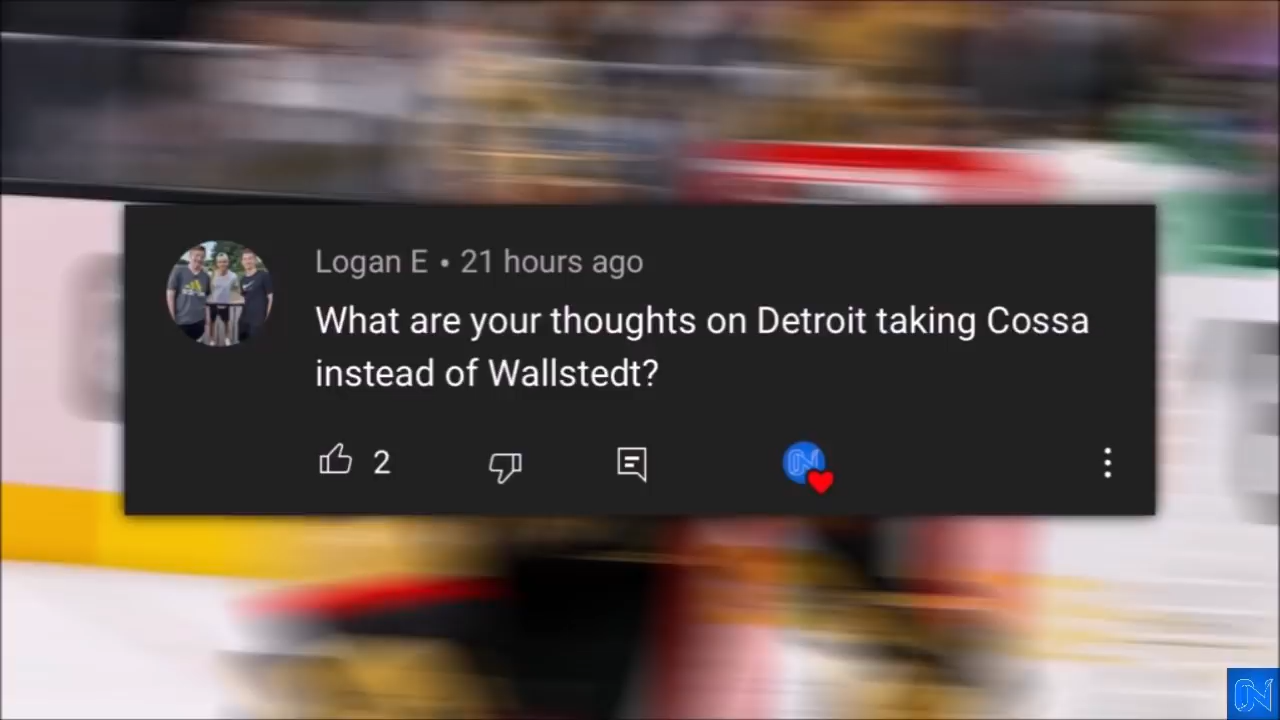 Logan E • 21 hours ago
What are your thoughts on Detroit taking Cossa
instead of Wallstedt?
2